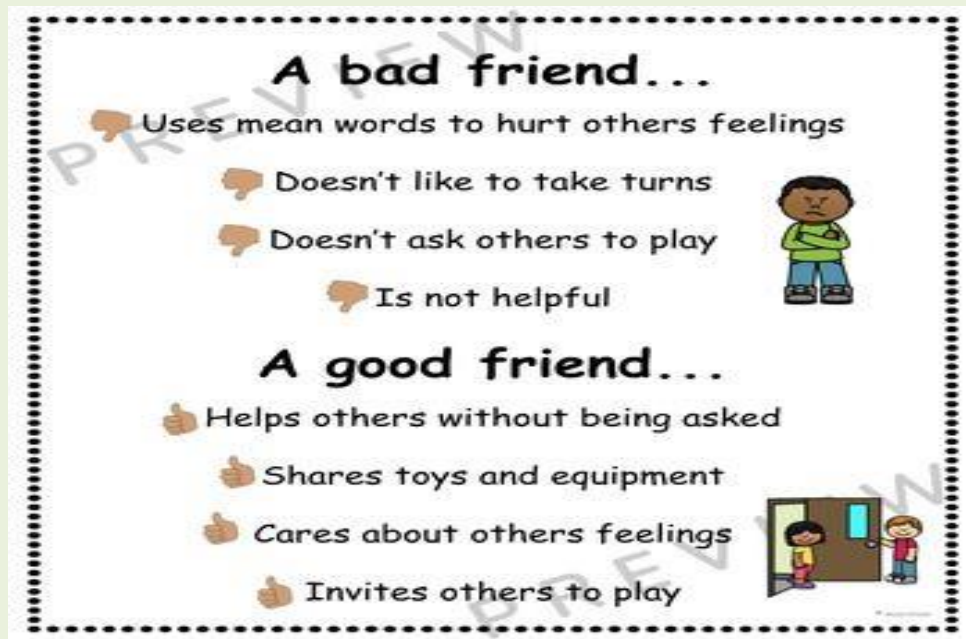 A bad friend...
Uses mean words to hurt others feelings
Doesn't like to take turns
Doesn't ask others to play
Is not helpful
A good friend...
Helps others without being asked
Shares toys and equipment
Cares about others feelings
Invites others to play
PREVIEW
PREVIEW